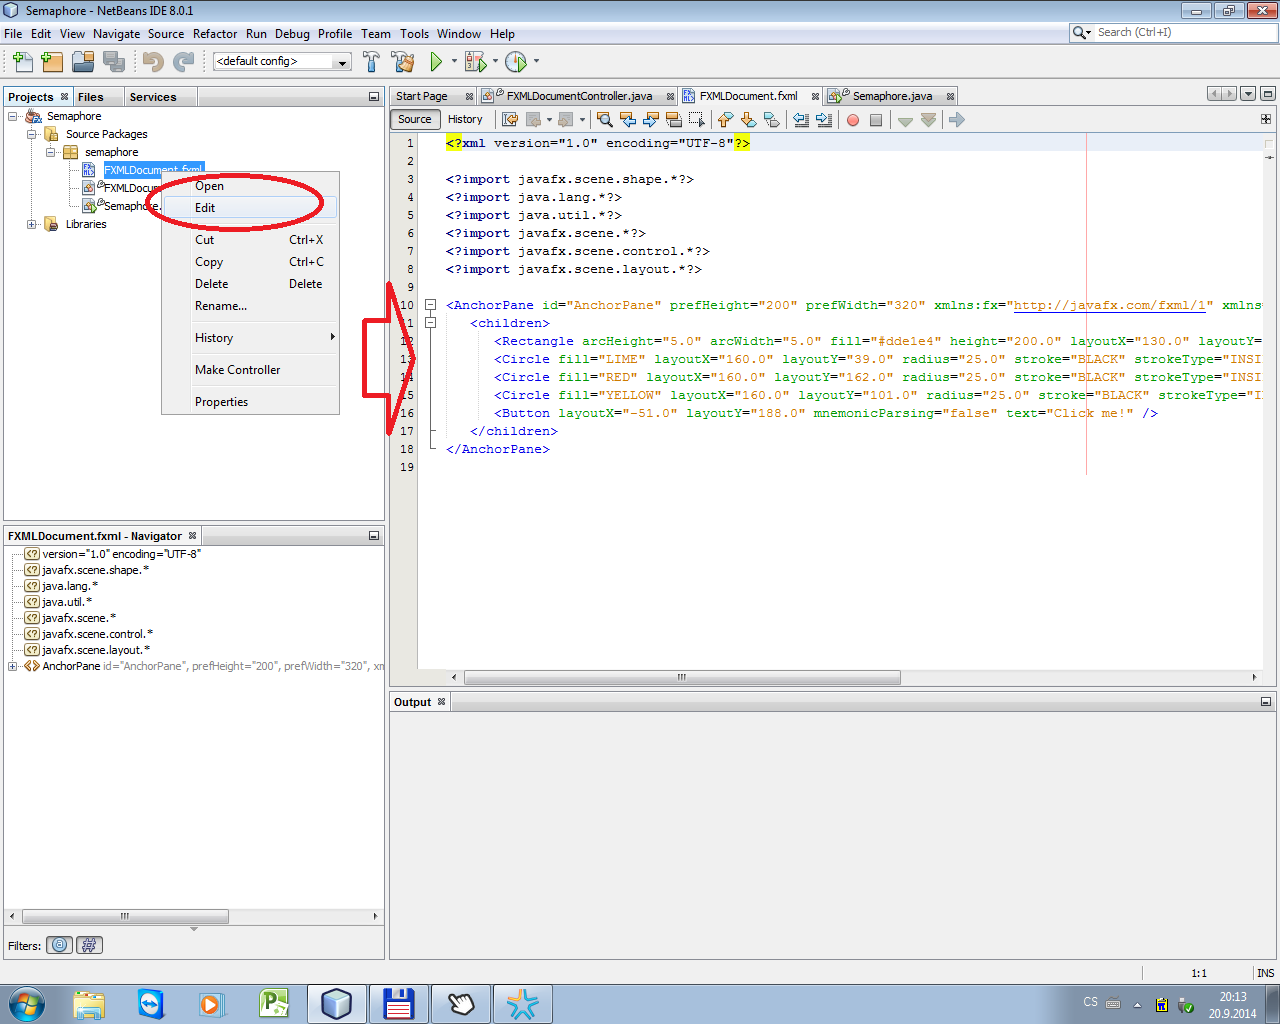 Semaphore - NetBeans IDE 8.0.1
File Edit View Navigate Source Refactor Run Debug Profile Team Tools Window Help
Search (Ctrl+I)
<default config>
Projects Files Services
Semaphore
Source Packages
semaphore
FXMLDocument.fxml
FXMLDocu
Semaphore.
Libraries
Open
Edit
Cut Ctrl+X
Copy Ctrl+C
Delete Delete
Rename...
History
Make Controller
Properties
Start Page FXMLDocumentController.java FXMLDocument.fxml Semaphore.java
Source History
1 <?xml version="1.0" encoding="UTF-8"?>
2
3 <?import javafx.scene.shape.*?>
4 <?import java.lang.*?>
5 <?import java.util.*?>
6 <?import javafx.scene.*?>
7 <?import javafx.scene.control.*?>
8 <?import javafx.scene.layout.*?>
9
10 <AnchorPane id="AnchorPane" prefHeight="200" prefWidth="320" xmlns:fx="http://javafx.com/fxml/1" xmlns
11 <children>
12 <Rectangle arcHeight="5.0" arcWidth="5.0" fill="#dde1e4" height="200.0" layoutX="130.0" layoutY=
13 <Circle fill="LIME" layoutX="160.0" layoutY="39.0" radius="25.0" stroke="BLACK" strokeType="INSI
14 <Circle fill="RED" layoutX="160.0" layoutY="162.0" radius="25.0" stroke="BLACK" strokeType="INSI
15 <Circle fill="YELLOW" layoutX="160.0" layoutY="101.0" radius="25.0" stroke="BLACK" strokeType="I
16 <Button layoutX="-51.0" layoutY="188.0" mnemonicParsing="false" text="Click me!" />
17 </children>
18 </AnchorPane>
19
FXMLDocument.fxml - Navigator
version="1.0" encoding="UTF-8"
javafx.scene.shape.*
java.lang.*
java.util.*
javafx.scene.*
javafx.scene.control.*
javafx.scene.layout.*
AnchorPane id="AnchorPane", prefHeight="200", prefWidth="320", xm
Filters:
Output
1:1 INS
CS
20:13
20.9.2014